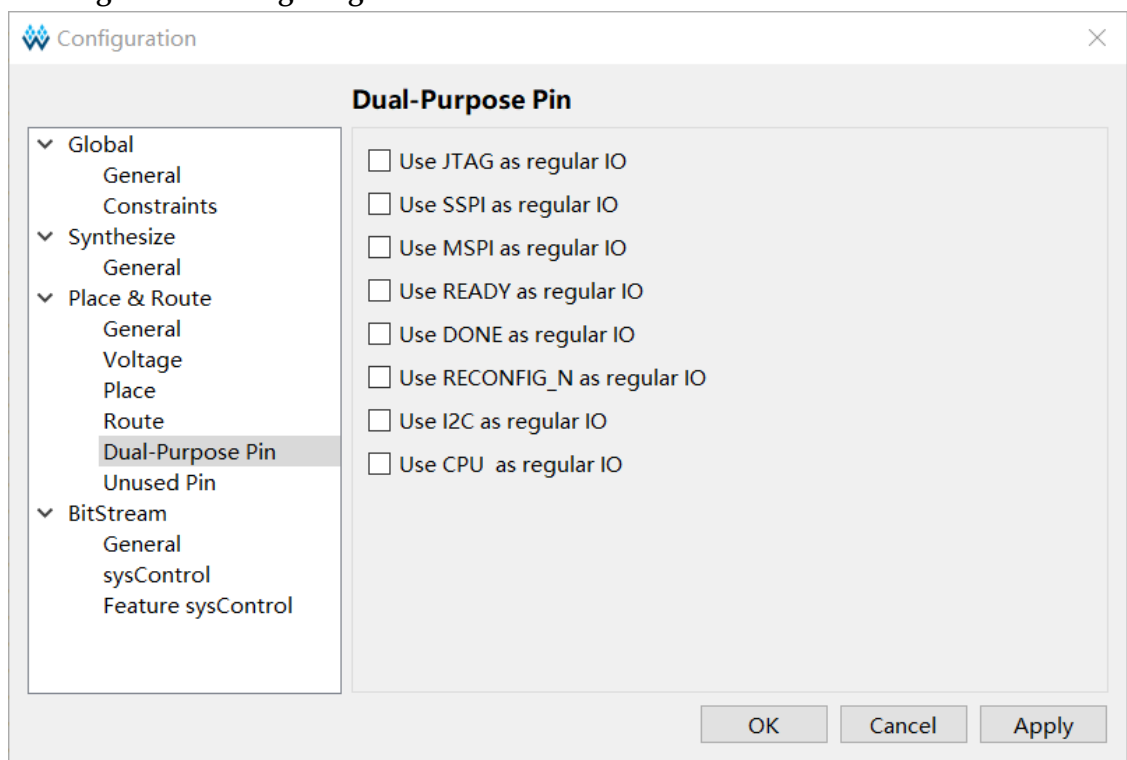 Configuration
Dual-Purpose Pin
Global
General
Constraints
Synthesize
General
Place & Route
General
Voltage
Place
Route
Dual-Purpose Pin
Unused Pin
BitStream
General
sysControl
Feature sysControl
Use JTAG as regular IO
Use SSPI as regular IO
Use MSPI as regular IO
Use READY as regular IO
Use DONE as regular IO
Use RECONFIG_N as regular IO
Use I2C as regular IO
Use CPU  as regular IO
OK Cancel Apply